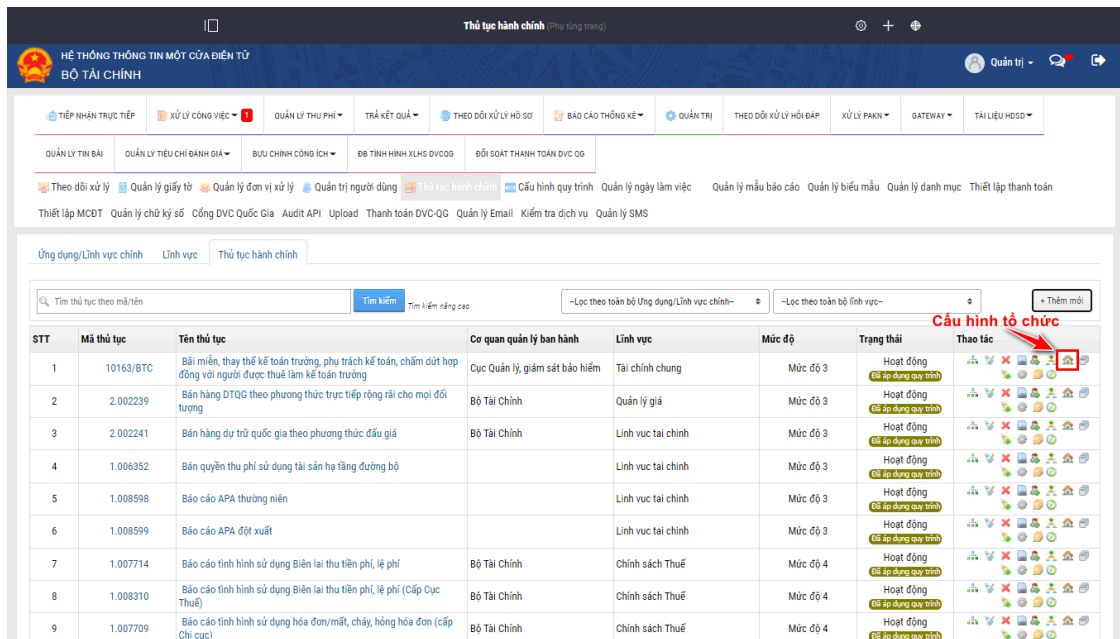 Thủ tục hành chính (Phụ tùng trang)
HỆ THỐNG THÔNG TIN MỘT CỬA ĐIỆN TỬ
BỘ TÀI CHÍNH
Quản trị
TIẾP NHẬN TRỰC TIẾP XỬ LÝ CÔNG VIỆC 1 QUẢN LÝ THU PHÍ TRẢ KẾT QUẢ THEO DÕI XỬ LÝ HỒ SƠ BÁO CÁO THỐNG KÊ QUẢN TRỊ THEO DÕI XỬ LÝ HỎI ĐÁP XỬ LÝ PAKN GATEWAY TÀI LIỆU HDSD
QUẢN LÝ TIN BÀI QUẢN LÝ TIÊU CHÍ ĐÁNH GIÁ BƯU CHÍNH CÔNG ÍCH ĐB TÌNH HÌNH XLHS DVCQG ĐỐI SOÁT THANH TOÁN DVC QG
Theo dõi xử lý Quản lý giấy tờ Quản lý đơn vị xử lý Quản trị người dùng Thủ tục hành chính Cấu hình quy trình Quản lý ngày làm việc Quản lý mẫu báo cáo Quản lý biểu mẫu Quản lý danh mục Thiết lập thanh toán
Thiết lập MCĐT Quản lý chữ ký số Cổng DVC Quốc Gia Audit API Upload Thanh toán DVC-QG Quản lý Email Kiểm tra dịch vụ Quản lý SMS
Ứng dụng/Lĩnh vực chính Lĩnh vực Thủ tục hành chính
Tìm thủ tục theo mã/tên Tìm kiếm Tìm kiếm nâng cao --Lọc theo toàn bộ Ứng dụng/Lĩnh vực chính-- --Lọc theo toàn bộ lĩnh vực-- + Thêm mới
Cấu hình tổ chức
STT Mã thủ tục Tên thủ tục Cơ quan quản lý ban hành Lĩnh vực Mức độ Trạng thái Thao tác
1 10163/BTC Bãi miễn, thay thế kế toán trưởng, phụ trách kế toán, chấm dứt hợp đồng với người được thuê làm kế toán trưởng Cục Quản lý, giám sát bảo hiểm Tài chính chung Mức độ 3 Hoạt động Đã áp dụng quy trình
2 2.002239 Bán hàng DTQG theo phương thức trực tiếp rộng rãi cho mọi đối tượng Bộ Tài Chính Quản lý giá Mức độ 3 Hoạt động Đã áp dụng quy trình
3 2.002241 Bán hàng dự trữ quốc gia theo phương thức đấu giá Bộ Tài Chính Linh vuc tai chinh Mức độ 3 Hoạt động Đã áp dụng quy trình
4 1.006352 Bán quyền thu phí sử dụng tài sản hạ tầng đường bộ Linh vuc tai chinh Mức độ 3 Hoạt động Đã áp dụng quy trình
5 1.008598 Báo cáo APA thường niên Linh vuc tai chinh Mức độ 3 Hoạt động Đã áp dụng quy trình
6 1.008599 Báo cáo APA đột xuất Linh vuc tai chinh Mức độ 3 Hoạt động Đã áp dụng quy trình
7 1.007714 Báo cáo tình hình sử dụng Biên lai thu tiền phí, lệ phí Bộ Tài Chính Chính sách Thuế Mức độ 4 Hoạt động Đã áp dụng quy trình
8 1.008310 Báo cáo tình hình sử dụng Biên lai thu tiền phí, lệ phí (Cấp Cục Thuế) Bộ Tài Chính Chính sách Thuế Mức độ 4 Hoạt động Đã áp dụng quy trình
9 1.007709 Báo cáo tình hình sử dụng hóa đơn/mất, cháy, hỏng hóa đơn (cấp Chi cục) Bộ Tài Chính Chính sách Thuế Mức độ 4 Hoạt động Đã áp dụng quy trình